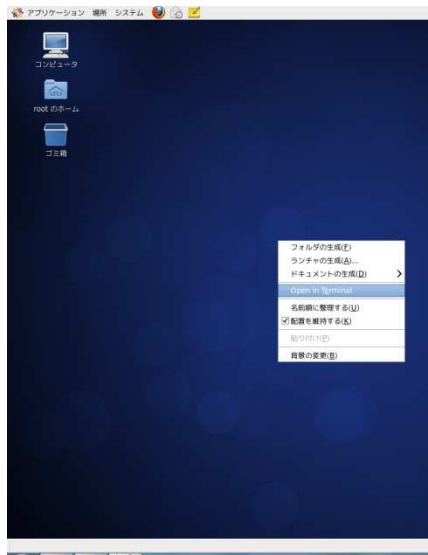 アプリケーション 場所 システム
コンピュータ
root のホーム
ゴミ箱
フォルダの生成(F)
ランチャの生成(A)...
ドキュメントの生成(D)
Open in Terminal
名前順に整理する(U)
配置を維持する(K)
貼り付け(P)
背景の変更(B)